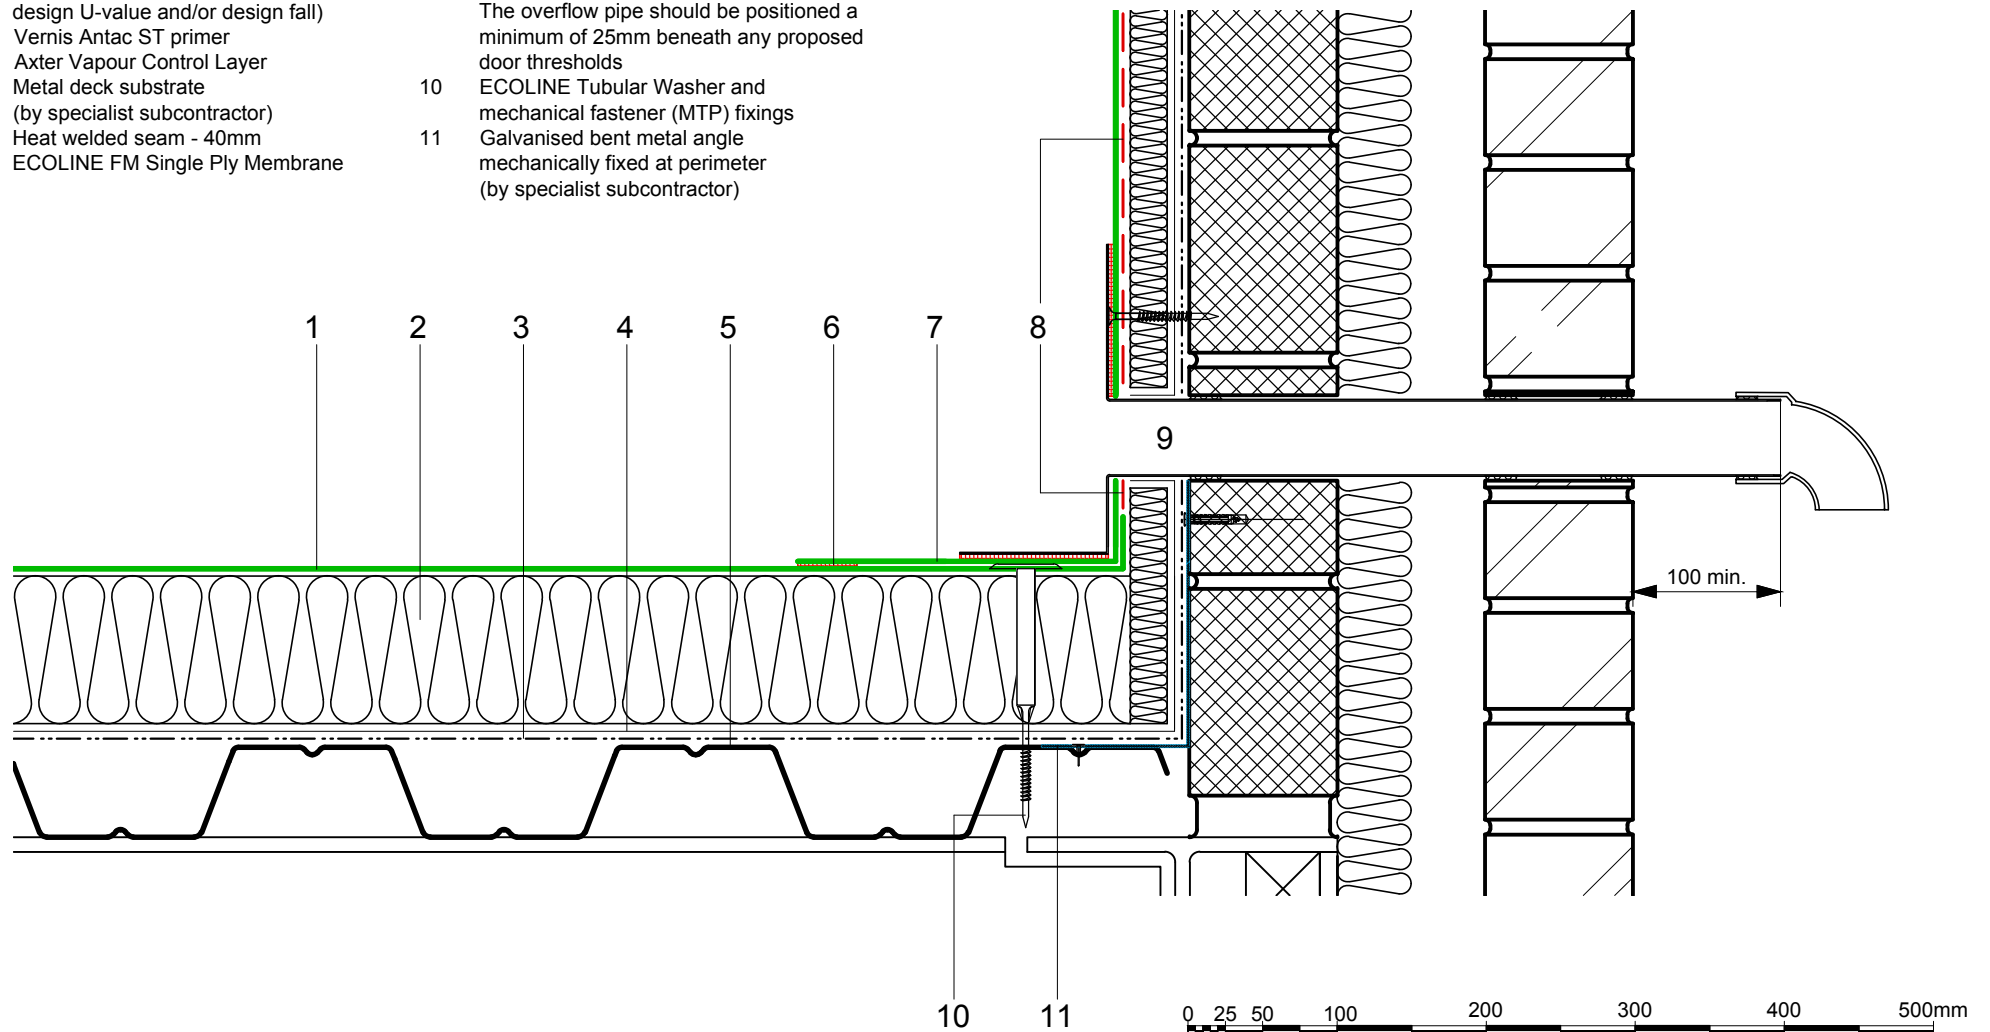 design U-value and/or design fall)
Vernis Antac ST primer
Axter Vapour Control Layer
Metal deck substrate
(by specialist subcontractor)
Heat welded seam - 40mm
ECOLINE FM Single Ply Membrane
The overflow pipe should be positioned a
minimum of 25mm beneath any proposed
door thresholds
10 ECOLINE Tubular Washer and
mechanical fastener (MTP) fixings
11 Galvanised bent metal angle
mechanically fixed at perimeter
(by specialist subcontractor)
1 2 3 4 5 6 7 8
9
100 min.
10 11
0 25 50 100 200 300 400 500mm